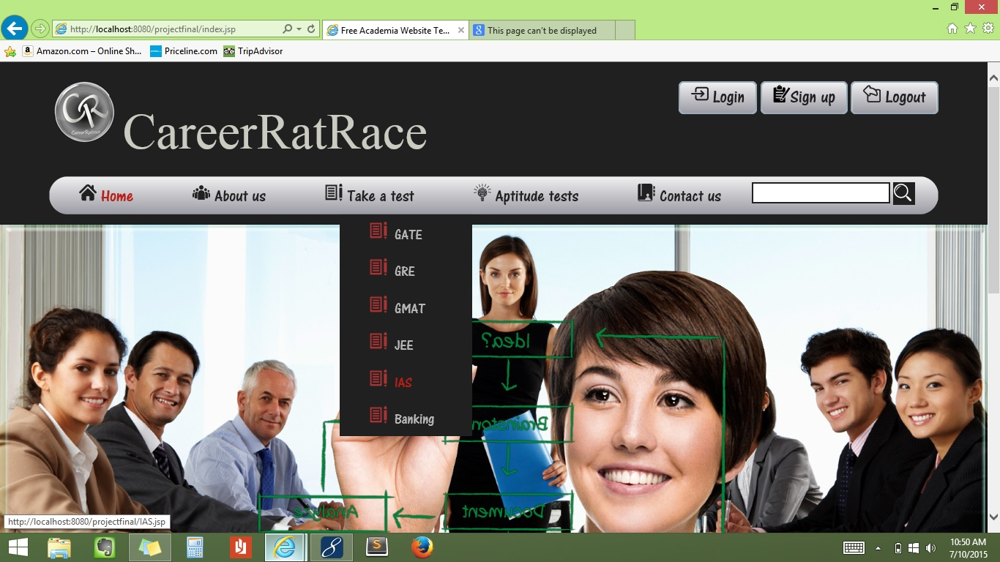 http://localhost:8080/projectfinal/index.jsp
Free Academia Website Te...
This page can't be displayed
Amazon.com – Online Sh...
Priceline.com
TripAdvisor
CR
CareerRatrace
CareerRatRace
Login
Sign up
Logout
Home
About us
Take a test
Aptitude tests
Contact us
GATE
GRE
GMAT
JEE
IAS
Banking
Idea?
Brainstor
Document
Analyze
http://localhost:8080/projectfinal/IAS.jsp
10:50 AM
7/10/2015